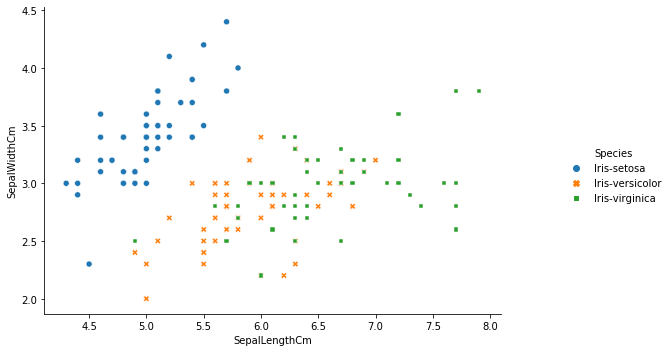 4.5
4.0
3.5
3.0
2.5
2.0
SepalWidthCm
4.5 5.0 5.5 6.0 6.5 7.0 7.5 8.0
SepalLengthCm
Species
Iris-setosa
Iris-versicolor
Iris-virginica